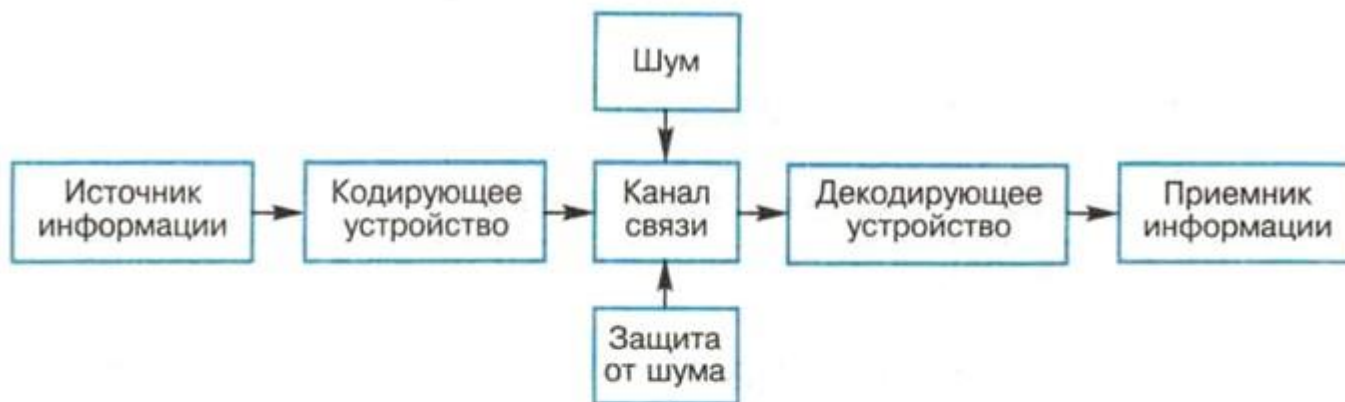 Шум
Источник
информации
Кодирующее
устройство
Канал
связи
Декодирующее
устройство
Приемник
информации
Защита
от шума